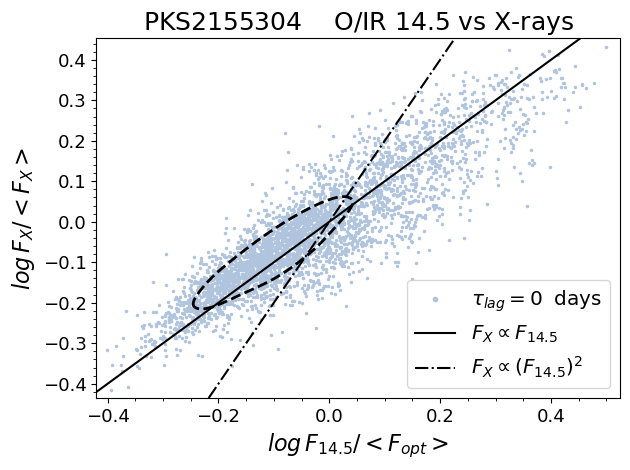 PKS2155304 O/IR 14.5 vs X-rays
log F_X / < F_X >
0.4
0.3
0.2
0.1
0.0
−0.1
−0.2
−0.3
−0.4
τ_lag = 0 days
F_X ∝ F_14.5
F_X ∝ (F_14.5)^2
−0.4 −0.2 0.0 0.2 0.4
log F_14.5 / < F_opt >